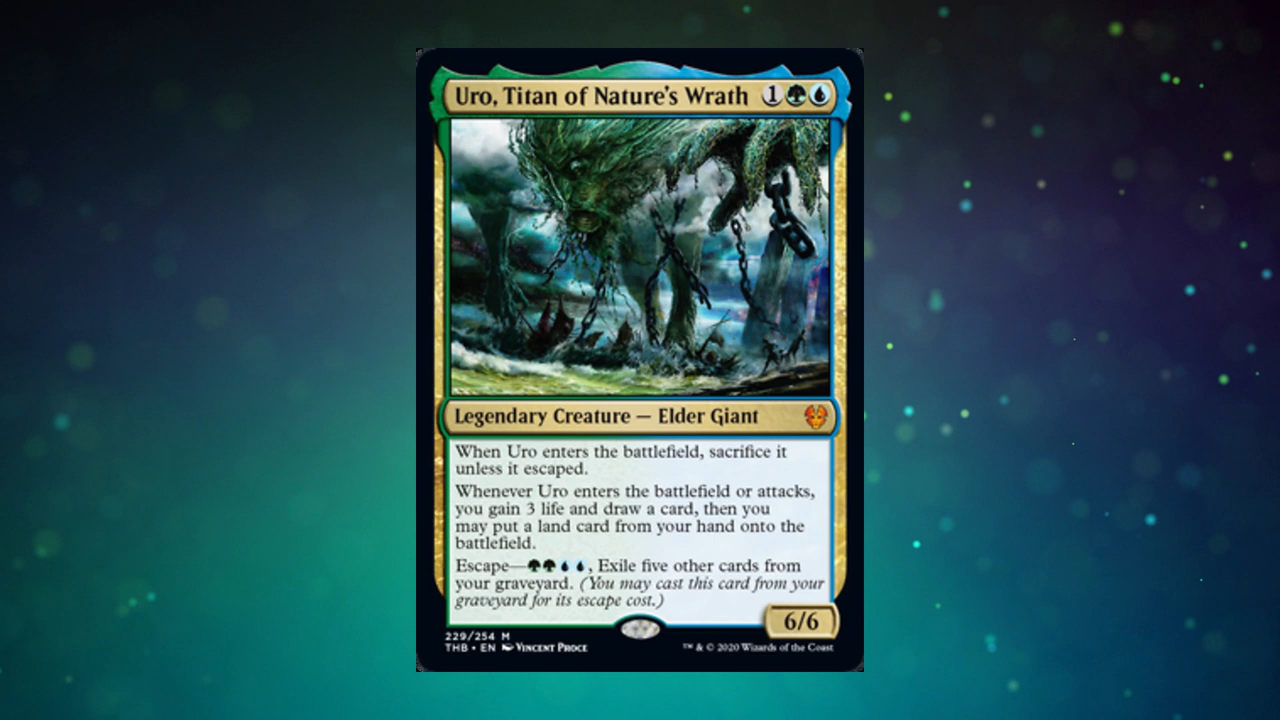 Uro, Titan of Nature's Wrath 1
Legendary Creature — Elder Giant
When Uro enters the battlefield, sacrifice it
unless it escaped.
Whenever Uro enters the battlefield or attacks,
you gain 3 life and draw a card, then you
may put a land card from your hand onto the
battlefield.
Escape—, Exile five other cards from
your graveyard. (You may cast this card from your
graveyard for its escape cost.)
6/6
229/254 M
THB • EN Vincent Proce
™ & © 2020 Wizards of the Coast